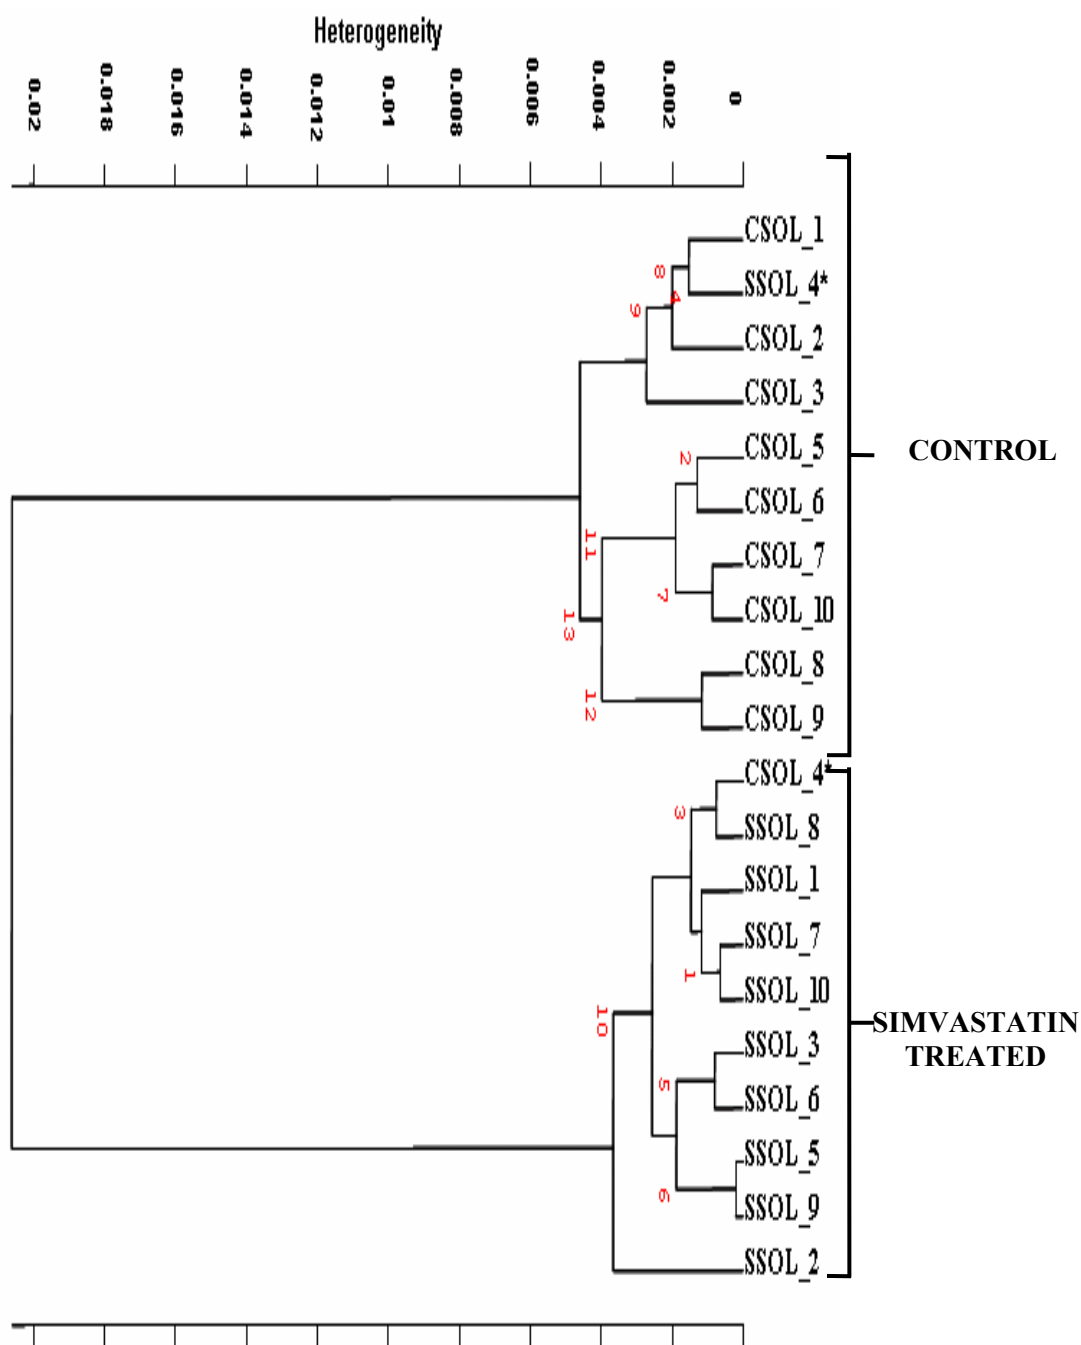 Heterogeneity
0.02
0.018
0.016
0.014
0.012
0.01
0.008
0.006
0.004
0.002
0
CSOL_1
8
SSOL_4*
4
9
CSOL_2
CSOL_3
CSOL_5
CONTROL
2
CSOL_6
11
CSOL_7
7
CSOL_10
13
CSOL_8
12
CSOL_9
CSOL_4*
3
SSOL_8
SSOL_1
SSOL_7
1
SSOL_10
10
SIMVASTATIN
TREATED
SSOL_3
5
SSOL_6
SSOL_5
6
SSOL_9
SSOL_2